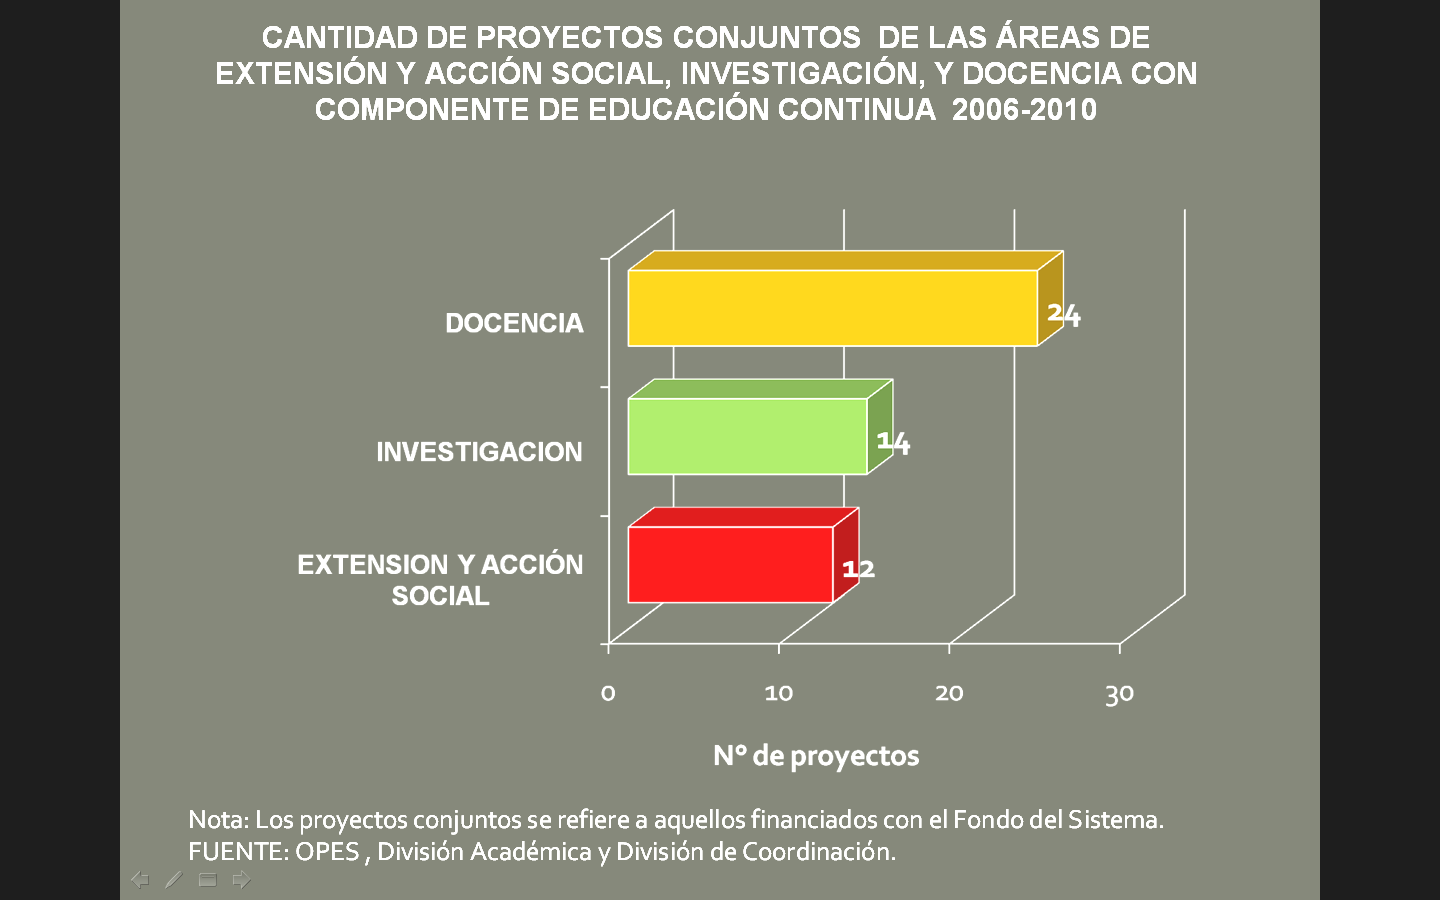 CANTIDAD DE PROYECTOS CONJUNTOS DE LAS ÁREAS DE
EXTENSIÓN Y ACCIÓN SOCIAL, INVESTIGACIÓN, Y DOCENCIA CON
COMPONENTE DE EDUCACIÓN CONTINUA 2006-2010
DOCENCIA
24
INVESTIGACION
14
EXTENSION Y ACCIÓN
SOCIAL
12
0 10 20 30
N° de proyectos
Nota: Los proyectos conjuntos se refiere a aquellos financiados con el Fondo del Sistema.
FUENTE: OPES , División Académica y División de Coordinación.